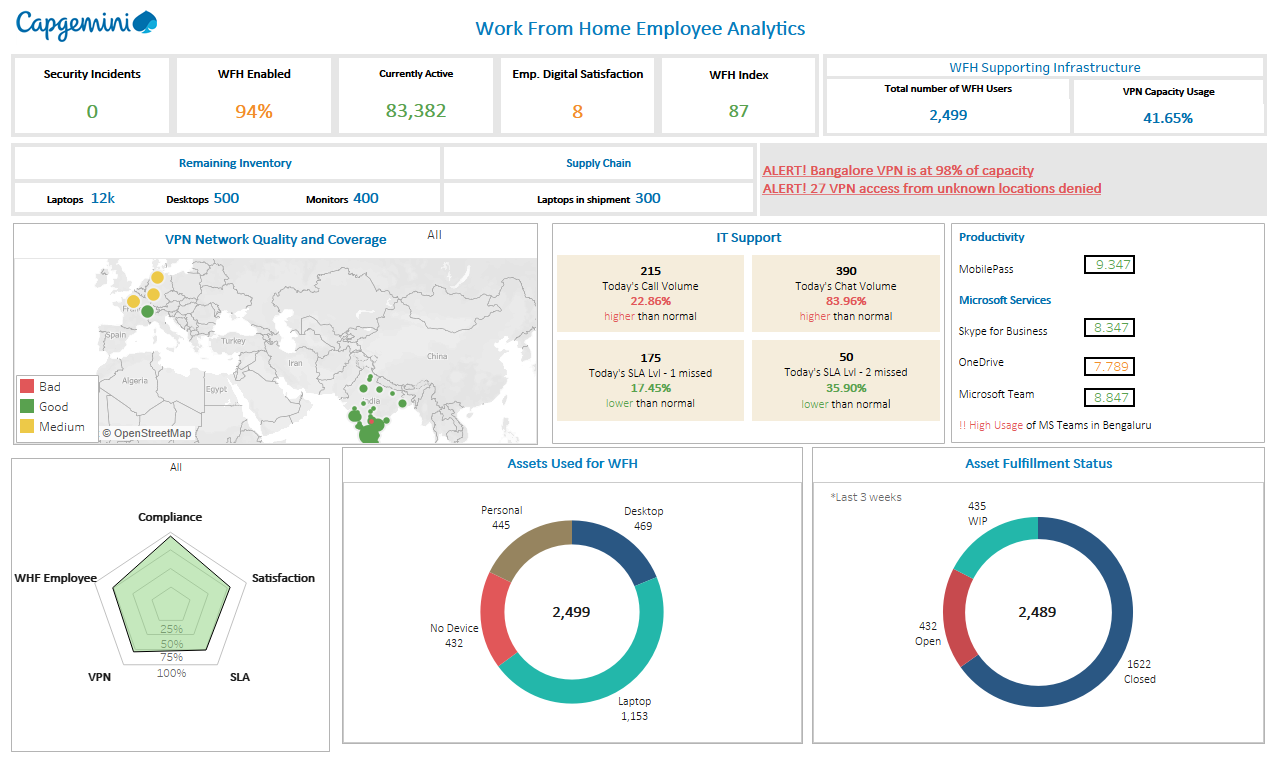 Capgemini
Work From Home Employee Analytics
Security Incidents
0
WFH Enabled
94%
Currently Active
83,382
Emp. Digital Satisfaction
8
WFH Index
87
WFH Supporting Infrastructure
Total number of WFH Users
2,499
VPN Capacity Usage
41.65%
Remaining Inventory
Laptops 12k
Desktops 500
Monitors 400
Supply Chain
Laptops in shipment 300
ALERT! Bangalore VPN is at 98% of capacity
ALERT! 27 VPN access from unknown locations denied
VPN Network Quality and Coverage
All
Spain
Turkey
China
Iran
Algeria
Egypt
Bad
Good
Medium
© OpenStreetMap
IT Support
215
Today's Call Volume
22.86%
higher than normal
390
Today's Chat Volume
83.96%
higher than normal
175
Today's SLA Lvl - 1 missed
17.45%
lower than normal
50
Today's SLA Lvl - 2 missed
35.90%
lower than normal
Productivity
MobilePass 9.347
Microsoft Services
Skype for Business 8.347
OneDrive 7.789
Microsoft Team 8.847
!! High Usage of MS Teams in Bengaluru
All
Compliance
WHF Employee
Satisfaction
25%
50%
75%
100%
VPN
SLA
Assets Used for WFH
Personal
445
Desktop
469
2,499
No Device
432
Laptop
1,153
Asset Fulfillment Status
*Last 3 weeks
435
WIP
2,489
432
Open
1622
Closed